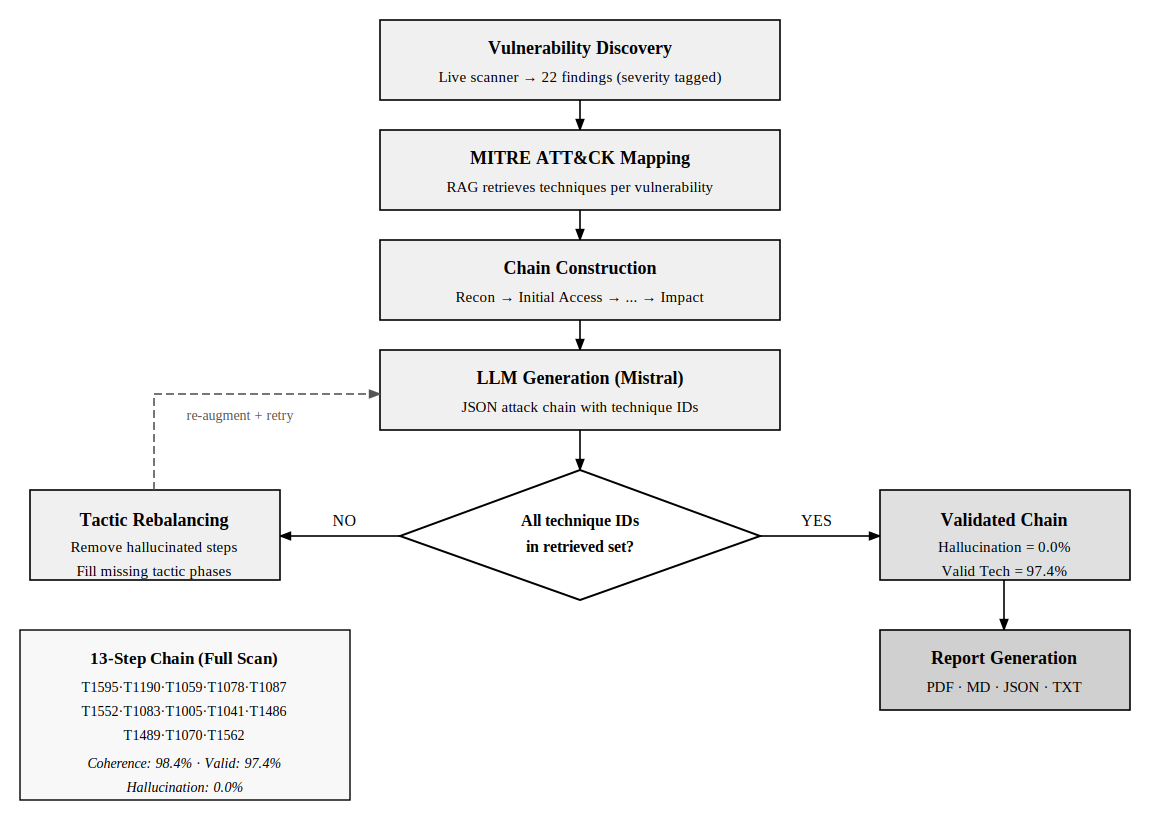 Vulnerability Discovery
Live scanner → 22 findings (severity tagged)
MITRE ATT&CK Mapping
RAG retrieves techniques per vulnerability
Chain Construction
Recon → Initial Access → ... → Impact
LLM Generation (Mistral)
JSON attack chain with technique IDs
re-augment + retry
Tactic Rebalancing
Remove hallucinated steps
Fill missing tactic phases
NO
All technique IDs
in retrieved set?
YES
Validated Chain
Hallucination = 0.0%
Valid Tech = 97.4%
13-Step Chain (Full Scan)
T1595·T1190·T1059·T1078·T1087
T1552·T1083·T1005·T1041·T1486
T1489·T1070·T1562
Coherence: 98.4% · Valid: 97.4%
Hallucination: 0.0%
Report Generation
PDF · MD · JSON · TXT